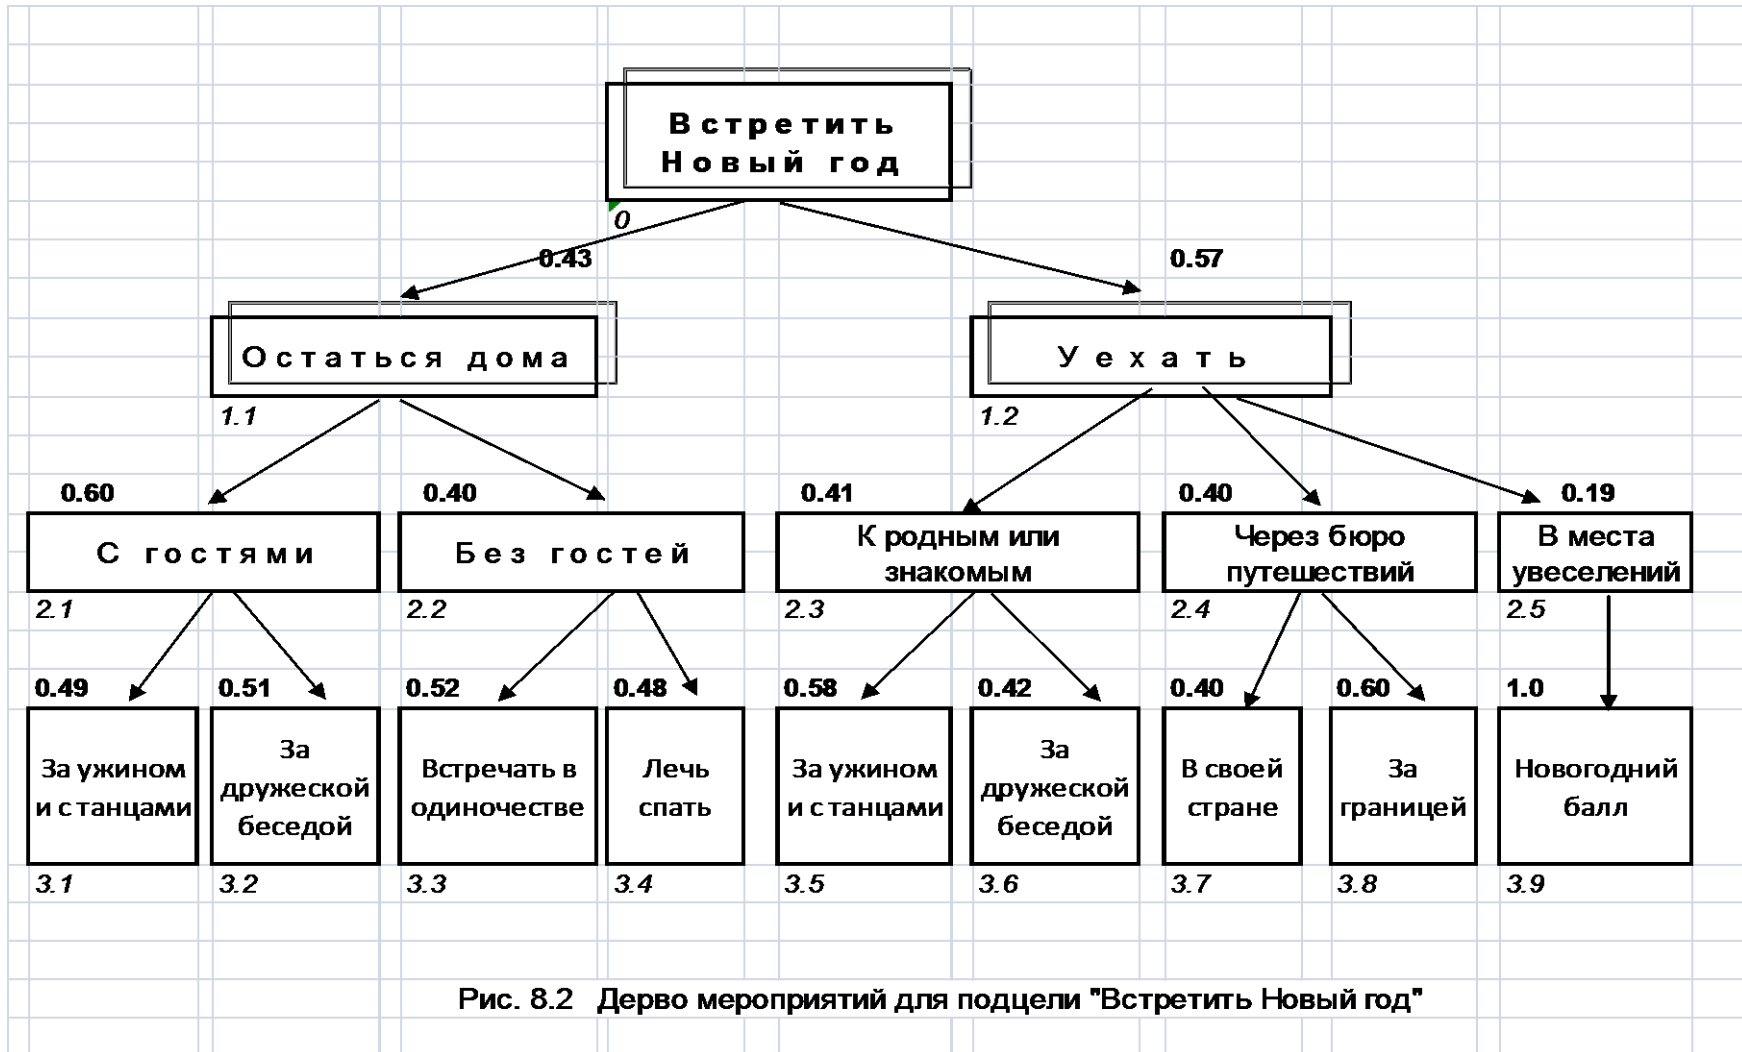 Встретить
Новый год
0
0.43
0.57
Остаться дома
Уехать
1.1
1.2
0.60
0.40
0.41
0.40
0.19
С гостями
Без гостей
К родным или
знакомым
Через бюро
путешествий
В места
увеселений
2.1
2.2
2.3
2.4
2.5
0.49
0.51
0.52
0.48
0.58
0.42
0.40
0.60
1.0
За ужином
и с танцами
За
дружеской
беседой
Встречать в
одиночестве
Лечь
спать
За ужином
и с танцами
За
дружеской
беседой
В своей
стране
За
границей
Новогодний
балл
3.1
3.2
3.3
3.4
3.5
3.6
3.7
3.8
3.9
Рис. 8.2 Дерво мероприятий для подцели "Встретить Новый год"